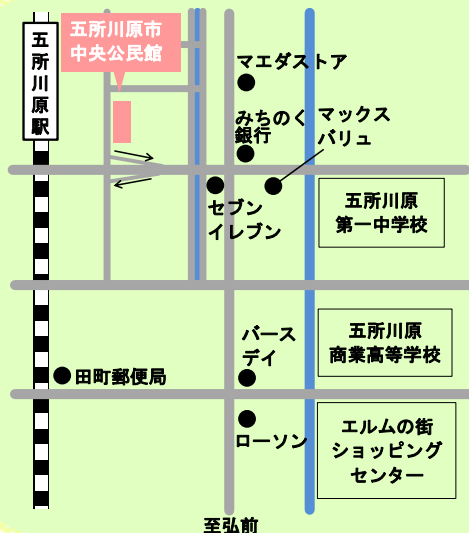 五所川原市
中央公民館
五所川原駅
マエダストア
みちのく
銀行
マックス
バリュ
セブン
イレブン
五所川原
第一中学校
バース
デイ
五所川原
商業高等学校
田町郵便局
ローソン
エルムの街
ショッピング
センター
至弘前